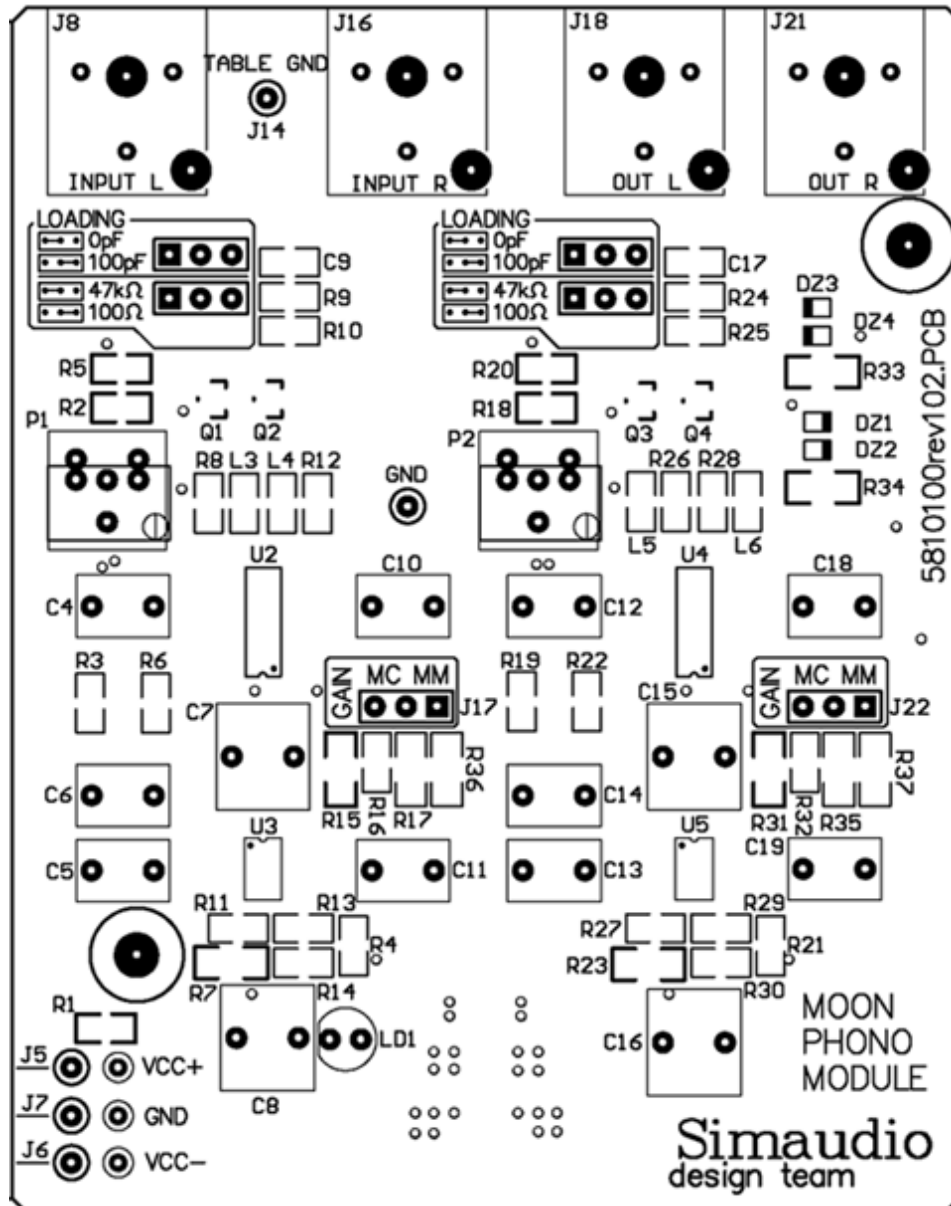 J8 J16 J18 J21
TABLE GND
J14
INPUT L INPUT R OUT L OUT R
LOADING LOADING
0pF C9 0pF C17
100pF 100pF
47kΩ R9 47kΩ R24
100Ω R10 100Ω R25
DZ3
DZ4
R5 R20 R33
R2 R18
P1 Q1 Q2 P2 Q3 Q4 DZ1
DZ2
R8 L3 L4 R12 R26 R28
GND R34
L5 L6
5810100rev102.PCB
U2 C10 U4 C18
C4 C12
R3 R6 R19 R22
GAIN MC MM GAIN MC MM
C7 J17 C15 J22
R36 R37
C6 C14
R15 R16 R17 R31 R32 R35
U3 U5
C5 C11 C13 C19
R11 R13 R27 R29
R4 R21
R7 R14 R23 R30
R1
MOON
PHONO
MODULE
LD1 C16
J5 VCC+
C8
J7 GND
J6 VCC-
Simaudio
design team